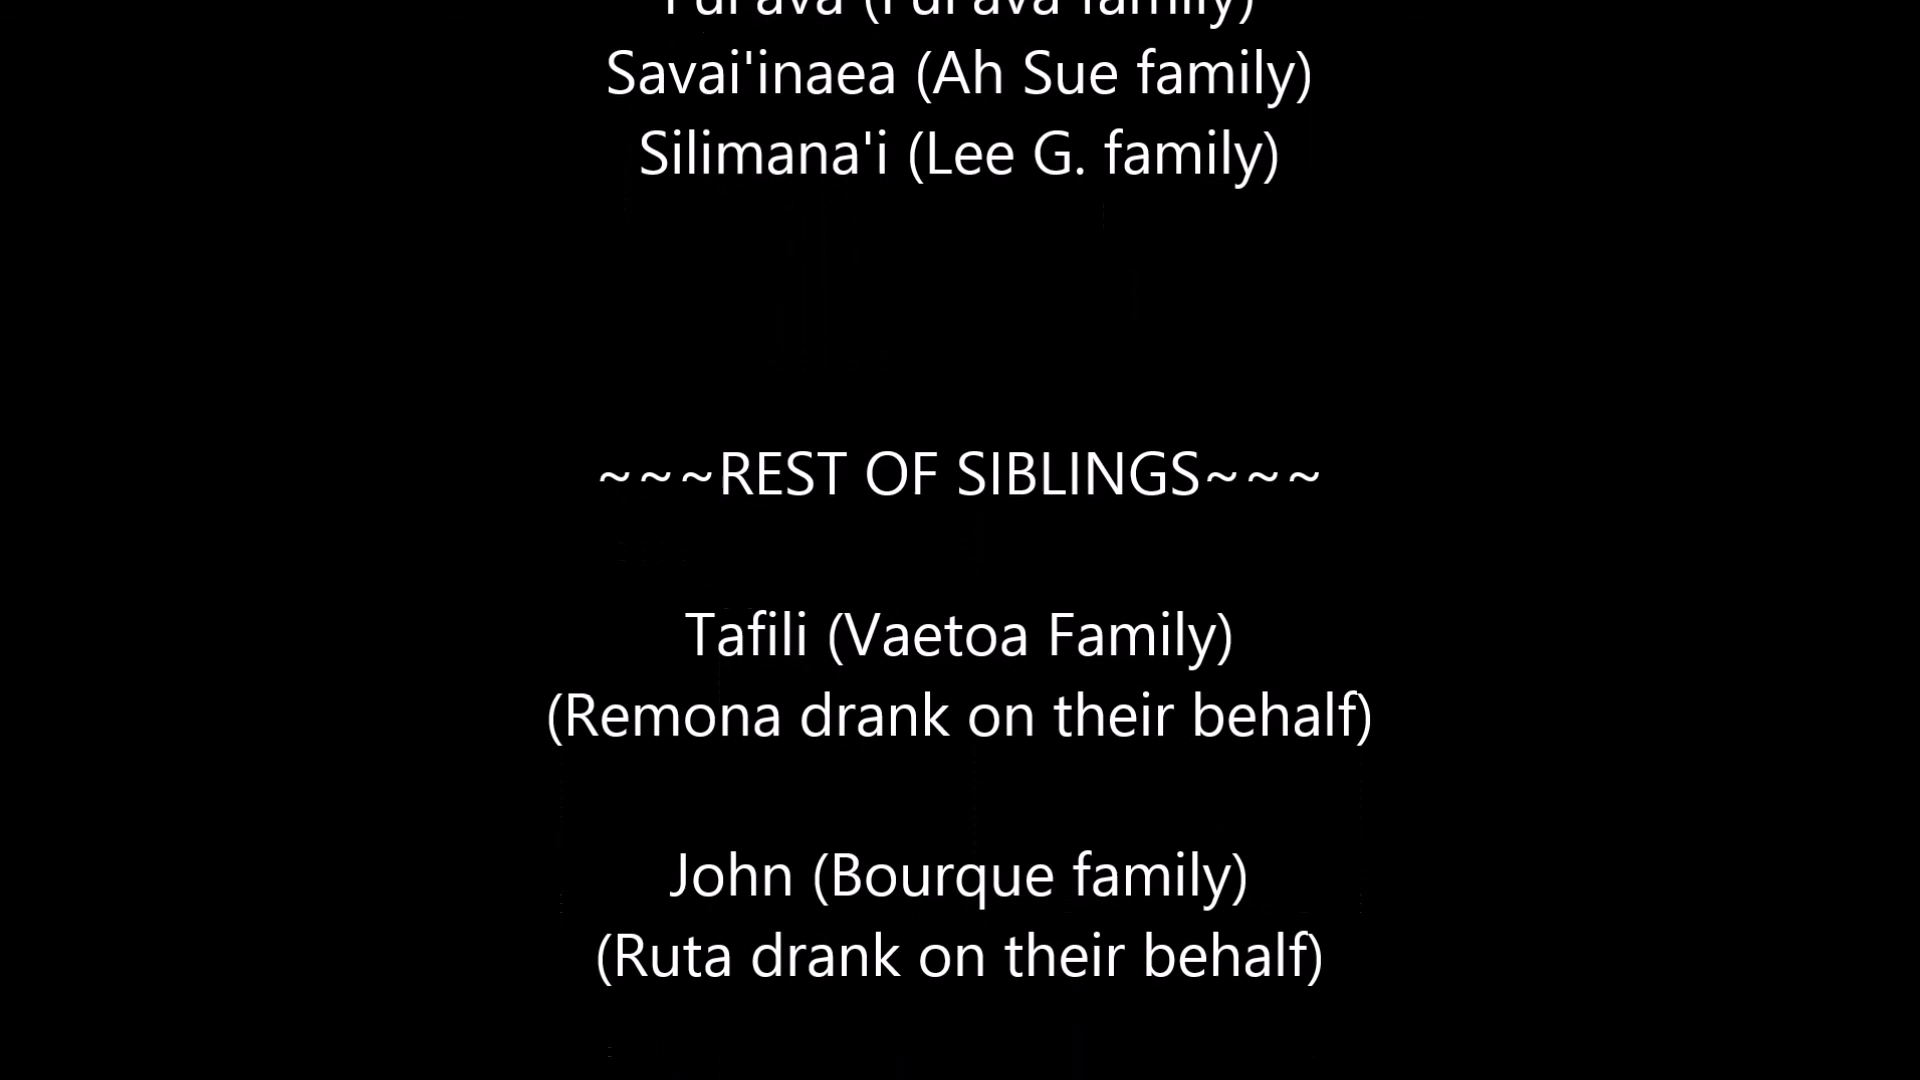 family)
Savai'inaea (Ah Sue family)
Silimana'i (Lee G. family)
~~~REST OF SIBLINGS~~~
Tafili (Vaetoa Family)
(Remona drank on their behalf)
John (Bourque family)
(Ruta drank on their behalf)